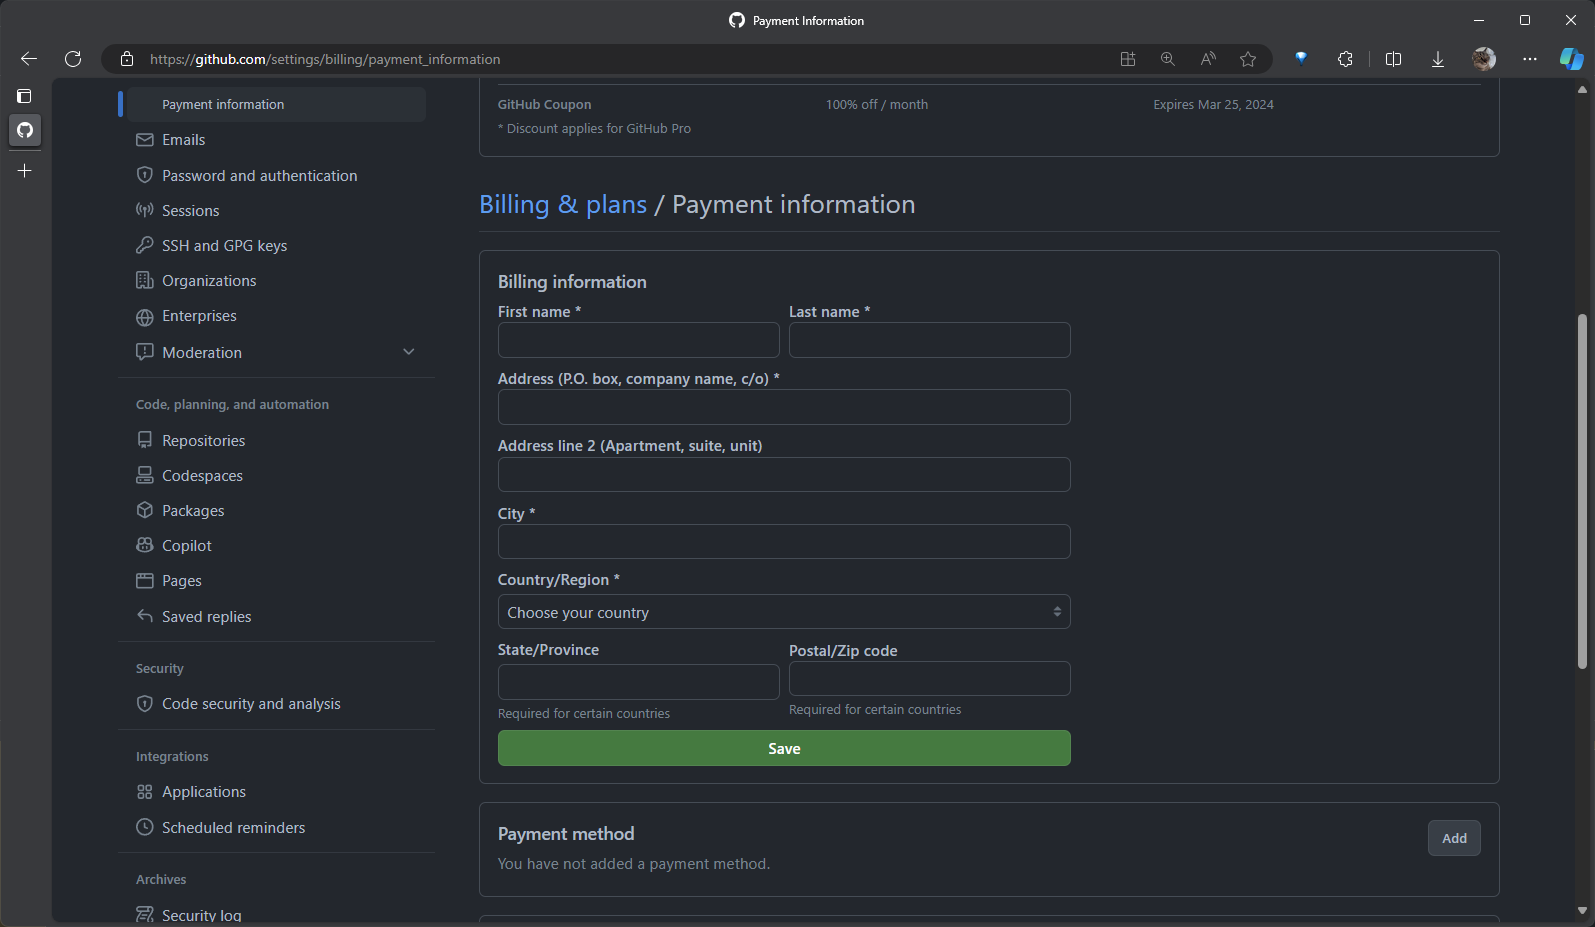 Payment Information
https://github.com/settings/billing/payment_information
Payment information
Emails
Password and authentication
Sessions
SSH and GPG keys
Organizations
Enterprises
Moderation
Code, planning, and automation
Repositories
Codespaces
Packages
Copilot
Pages
Saved replies
Security
Code security and analysis
Integrations
Applications
Scheduled reminders
Archives
Security log
GitHub Coupon 100% off / month Expires Mar 25, 2024
* Discount applies for GitHub Pro
Billing & plans / Payment information
Billing information
First name * Last name *
Address (P.O. box, company name, c/o) *
Address line 2 (Apartment, suite, unit)
City *
Country/Region *
Choose your country
State/Province Postal/Zip code
Required for certain countries Required for certain countries
Save
Payment method
Add
You have not added a payment method.